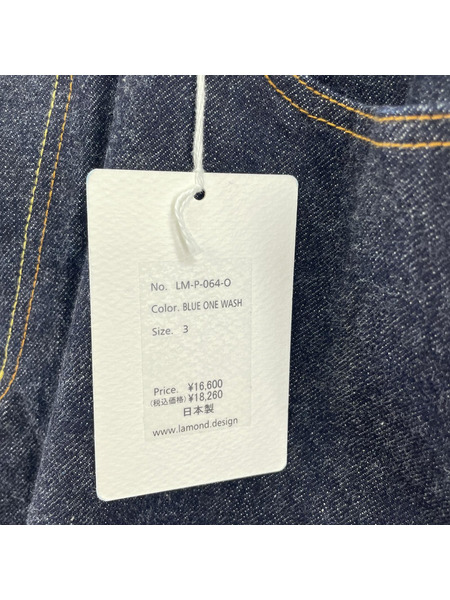 No. LM-P-064-O
Color. BLUE ONE WASH
Size. 3
Price. ¥16,600
(税込価格) ¥18,260
日本製
www.lamond.design